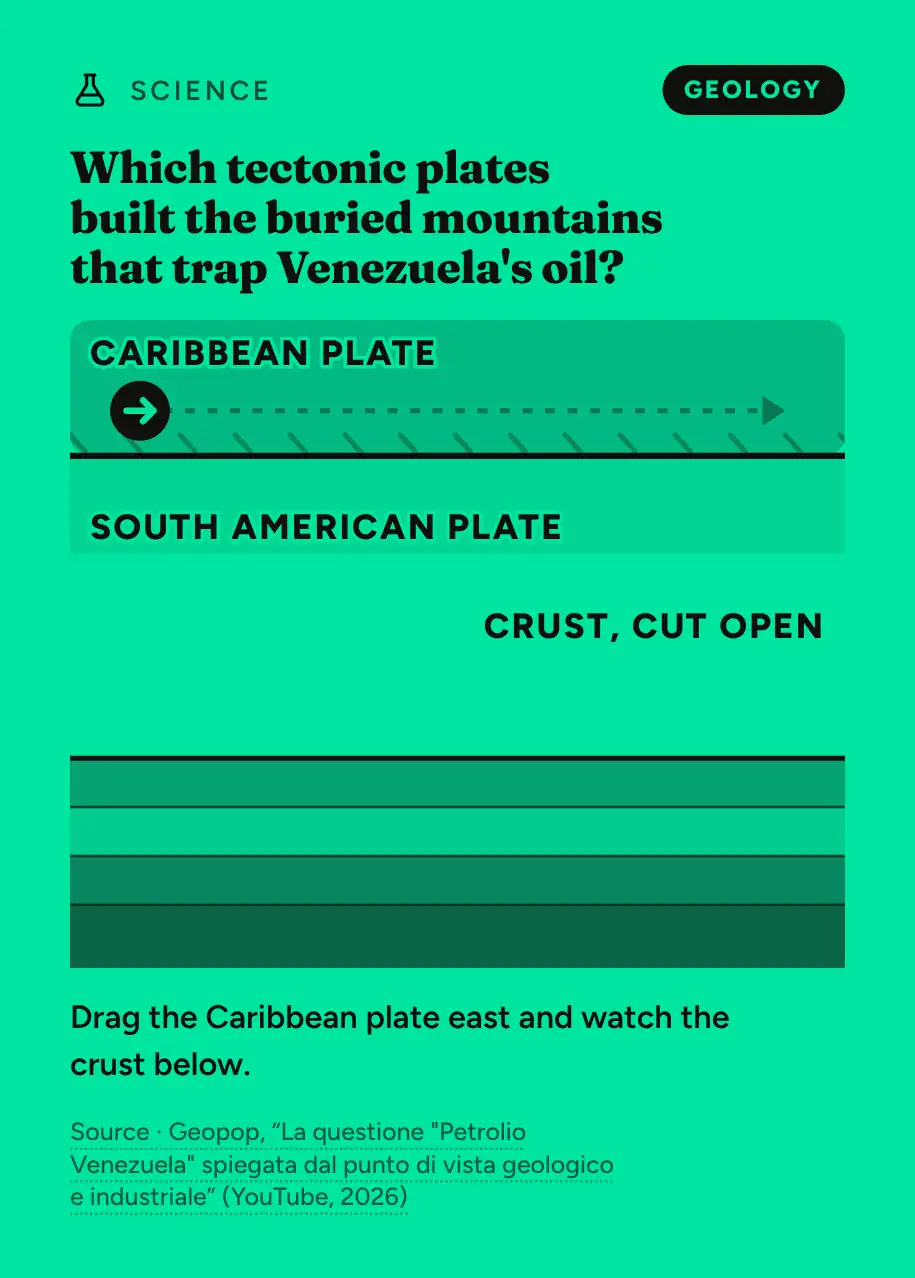 SCIENCE
GEOLOGY
Which tectonic plates
built the buried mountains
that trap Venezuela's oil?
CARIBBEAN PLATE
SOUTH AMERICAN PLATE
CRUST, CUT OPEN
Drag the Caribbean plate east and watch the
crust below.
Source · Geopop, “La questione "Petrolio
Venezuela" spiegata dal punto di vista geologico
e industriale” (YouTube, 2026)